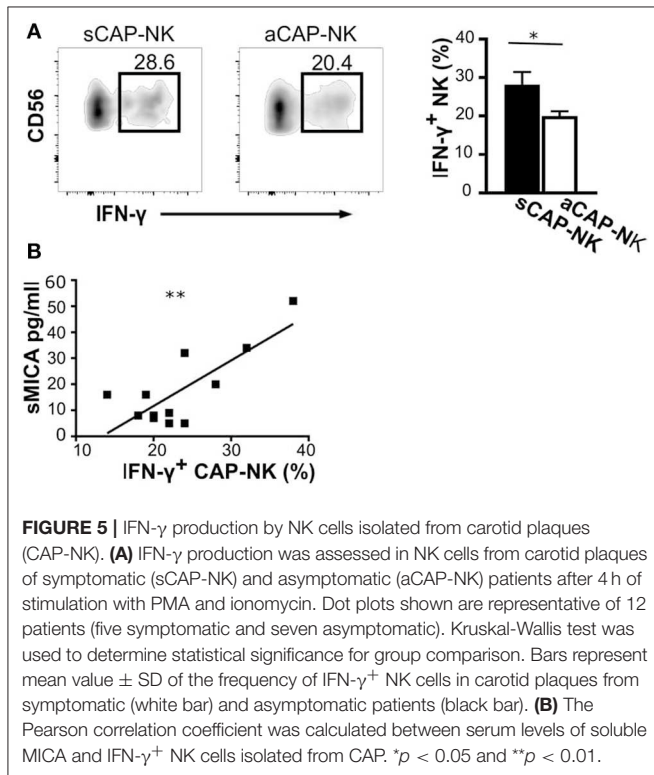 A
sCAP-NK
aCAP-NK
28.6
20.4
CD56
IFN-γ
IFN-γ+ NK (%)
40
30
20
10
0
*
sCAP-NK
aCAP-NK
B
sMICA pg/ml
60
50
40
30
20
10
0
**
10 20 30 40
IFN-γ+ CAP-NK (%)
FIGURE 5 | IFN-γ production by NK cells isolated from carotid plaques
(CAP-NK). (A) IFN-γ production was assessed in NK cells from carotid plaques
of symptomatic (sCAP-NK) and asymptomatic (aCAP-NK) patients after 4 h of
stimulation with PMA and ionomycin. Dot plots shown are representative of 12
patients (five symptomatic and seven asymptomatic). Kruskal-Wallis test was
used to determine statistical significance for group comparison. Bars represent
mean value ± SD of the frequency of IFN-γ+ NK cells in carotid plaques from
symptomatic (white bar) and asymptomatic patients (black bar). (B) The
Pearson correlation coefficient was calculated between serum levels of soluble
MICA and IFN-γ+ NK cells isolated from CAP. *p < 0.05 and **p < 0.01.